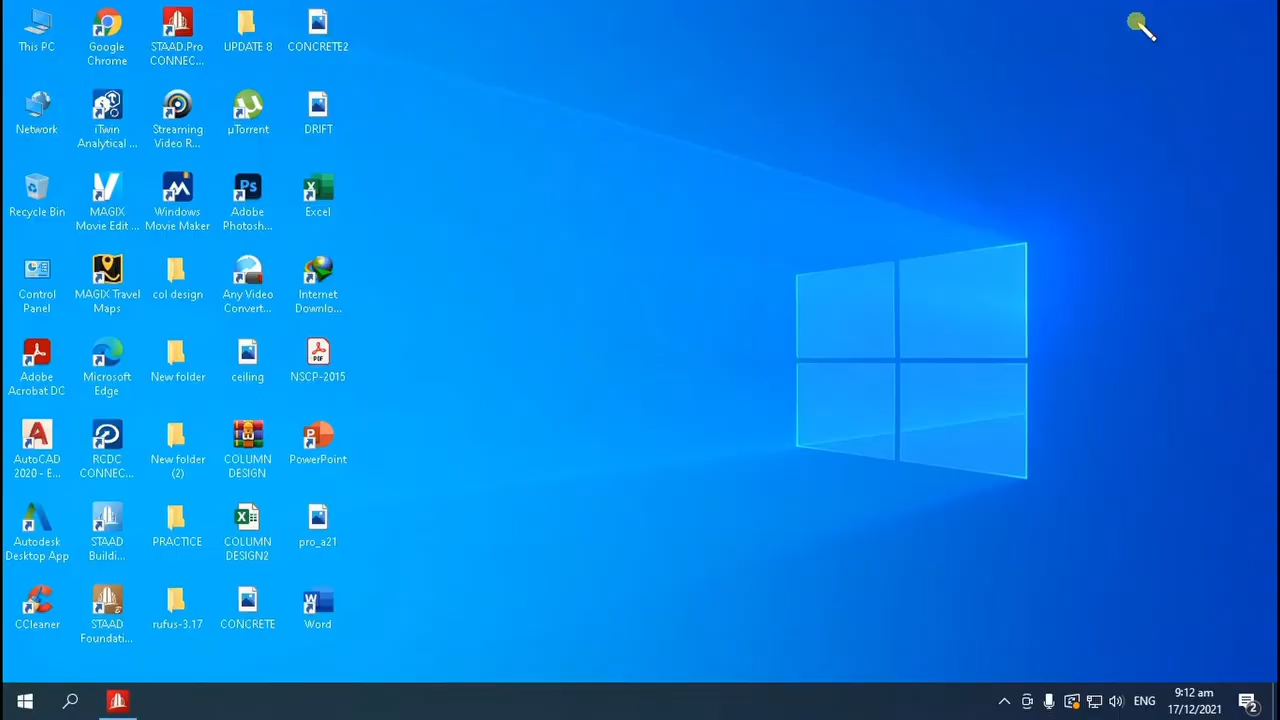 This PC
Google
Chrome
STAAD.Pro
CONNEC...
UPDATE 8
CONCRETE2
Network
iTwin
Analytical ...
Streaming
Video R...
µTorrent
DRIFT
Recycle Bin
MAGIX
Movie Edit ...
Windows
Movie Maker
Ps
Adobe
Photosh...
Excel
Control
Panel
MAGIX Travel
Maps
col design
Any Video
Convert...
Internet
Downlo...
Adobe
Acrobat DC
Microsoft
Edge
New folder
ceiling
PDF
NSCP-2015
AutoCAD
2020 - E...
RCDC
CONNEC...
New folder
(2)
COLUMN
DESIGN
PowerPoint
Autodesk
Desktop App
STAAD
Buildi...
PRACTICE
COLUMN
DESIGN2
pro_a21
CCleaner
STAAD
Foundati...
rufus-3.17
CONCRETE
Word
ENG
9:12 am
17/12/2021
2